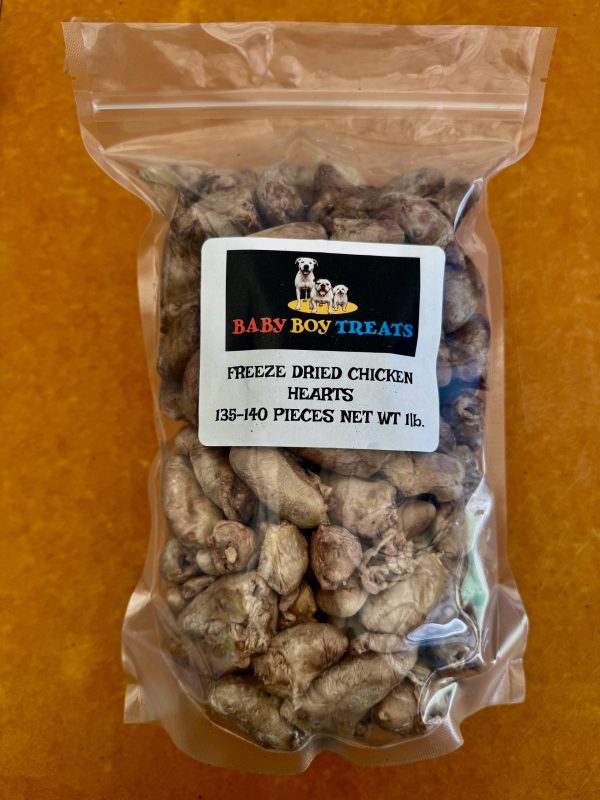 BABY BOY TREATS
FREEZE DRIED CHICKEN
HEARTS
135-140 PIECES NET WT 1lb.